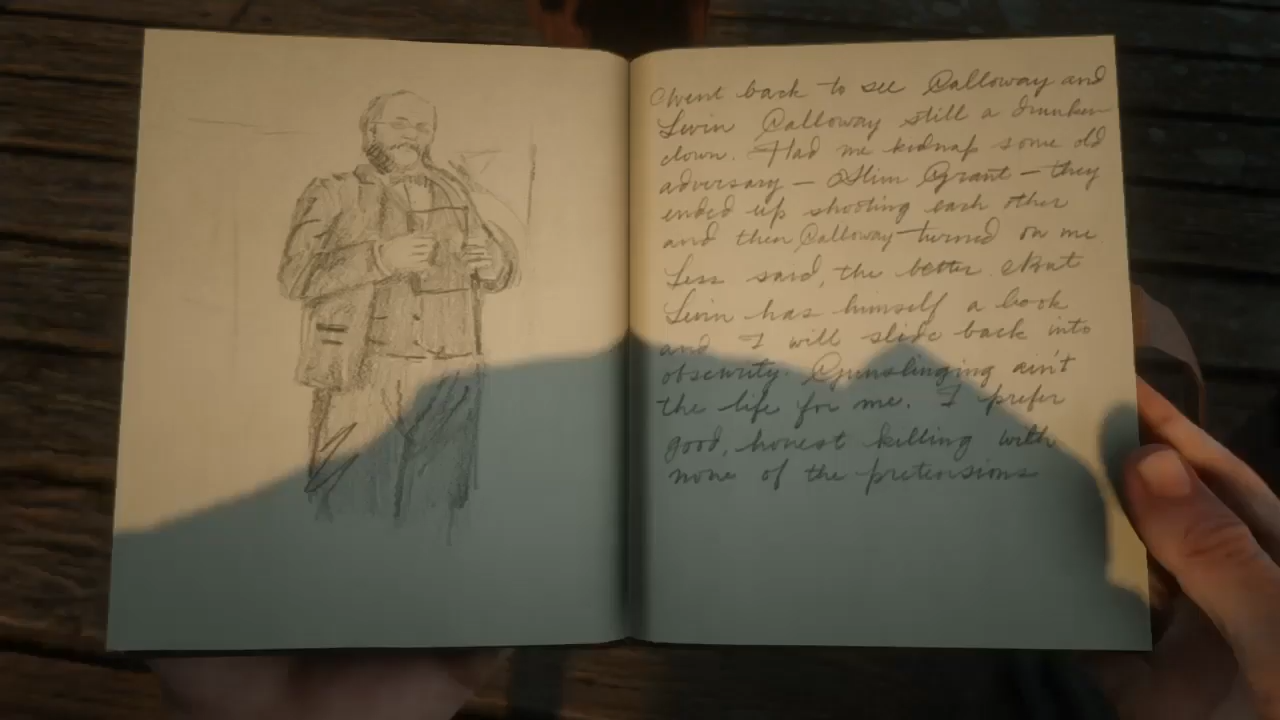 Went back to see Calloway and
Levin Calloway still a drunken
clown. Had me kidnap some old
adversary – Slim Grant – they
ended up shooting each other
and then Calloway turned on me.
Less said, the better. But
Levin has himself a book
and I will slide back into
obscurity. Gunslinging ain't
the life for me. I prefer
good, honest killing with
none of the pretensions